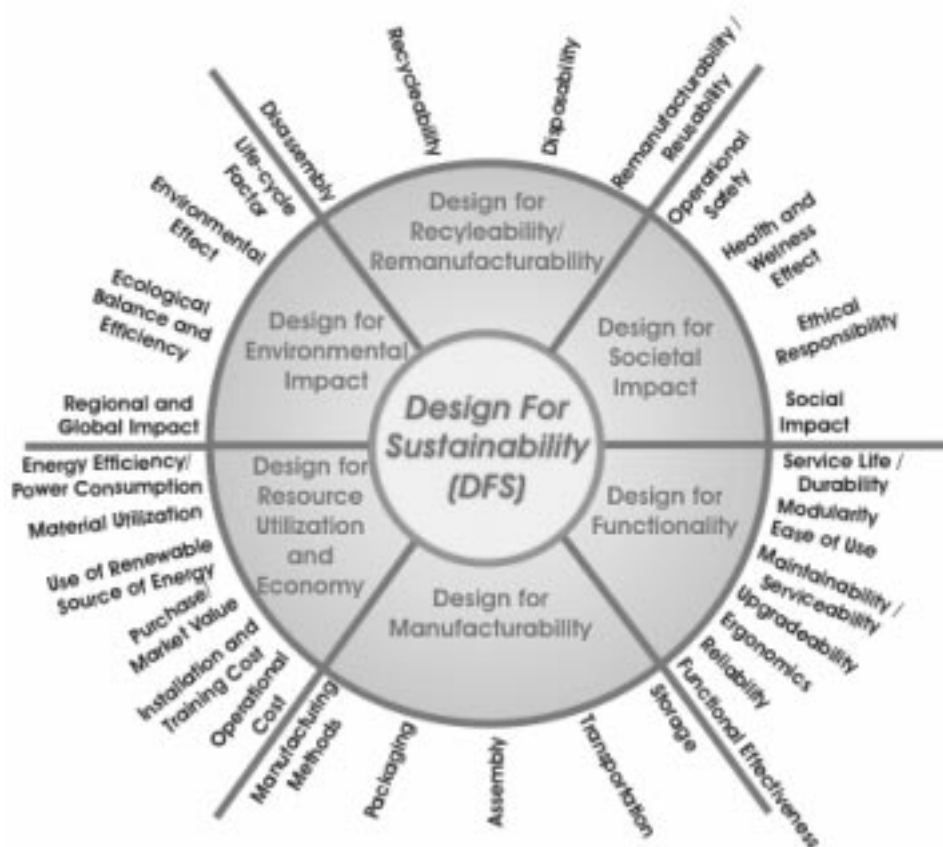 Design For
Sustainability
(DFS)
Design for
Recyleability/
Remanufacturability
Disassembly
Recycleability
Disposability
Remanufacturability /
Reusability
Design for
Societal
Impact
Operational
Safety
Health and
Welness
Effect
Ethical
Responsibility
Social
Impact
Design for
Functionality
Service Life /
Durability
Modularity
Ease of Use
Maintainability /
Serviceability
Upgradeability
Ergonomics
Reliability
Functional Effectiveness
Design for
Manufacturability
Storage
Transportation
Assembly
Packaging
Manufacturing
Methods
Design for
Resource
Utilization
and
Economy
Operational
Cost
Installation and
Training Cost
Purchase/
Market Value
Use of Renewable
Source of Energy
Material Utilization
Energy Efficiency/
Power Consumption
Design for
Environmental
Impact
Regional and
Global Impact
Ecological
Balance and
Efficiency
Environmental
Effect
Life-cycle
Factor